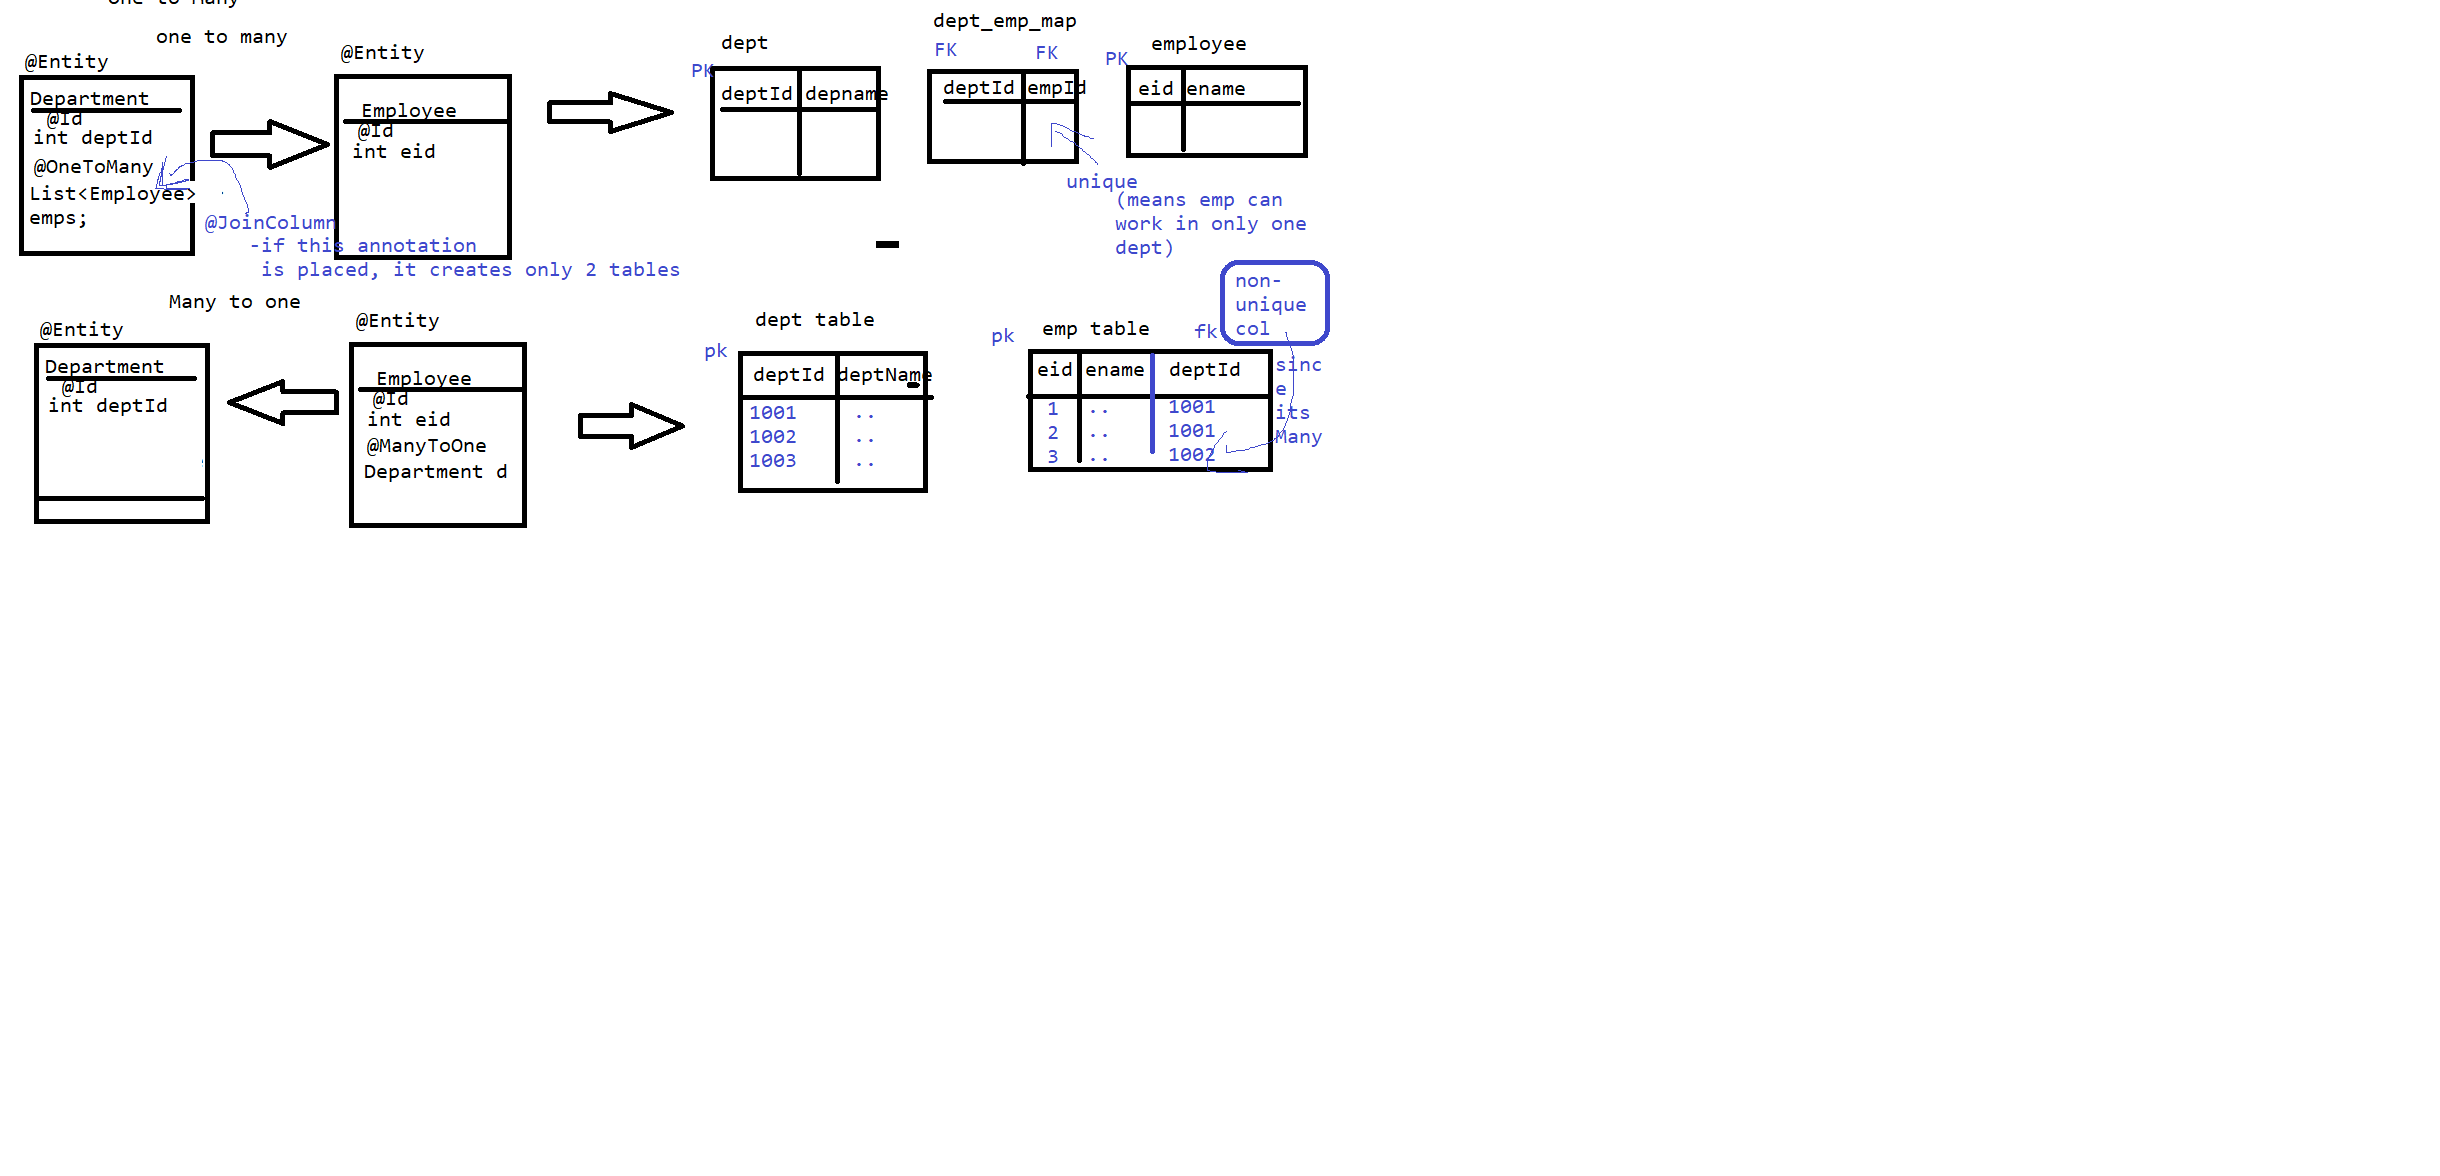 one to Many
one to many
@Entity
Department
@Id
int deptId
@OneToMany
List<Employee>
emps;
@JoinColumn
-if this annotation
is placed, it creates only 2 tables
@Entity
Employee
@Id
int eid
dept
PK
deptId depname
dept_emp_map
FK FK
deptId empId
unique
(means emp can
work in only one
dept)
employee
PK
eid ename
Many to one
@Entity
Department
@Id
int deptId
@Entity
Employee
@Id
int eid
@ManyToOne
Department d
dept table
pk
deptId deptName
1001 ..
1002 ..
1003 ..
emp table
pk fk
eid ename deptId
1 .. 1001
2 .. 1001
3 .. 1002
non-
unique
col
sinc
e
its
Many